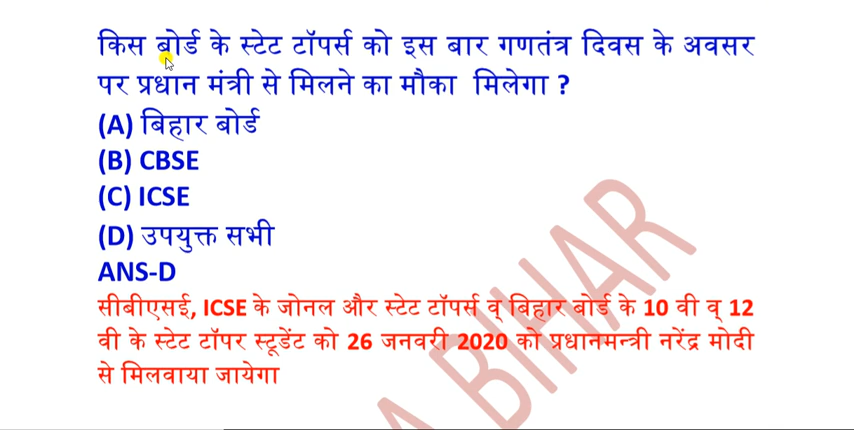 किस बोर्ड के स्टेट टॉपर्स को इस बार गणतंत्र दिवस के अवसर
पर प्रधान मंत्री से मिलने का मौका मिलेगा ?
(A) बिहार बोर्ड
(B) CBSE
(C) ICSE
(D) उपयुक्त सभी
ANS-D
सीबीएसई, ICSE के जोनल और स्टेट टॉपर्स व् बिहार बोर्ड के 10 वी व् 12
वी के स्टेट टॉपर स्टूडेंट को 26 जनवरी 2020 को प्रधानमन्त्री नरेंद्र मोदी
से मिलवाया जायेगा
A BIHAR